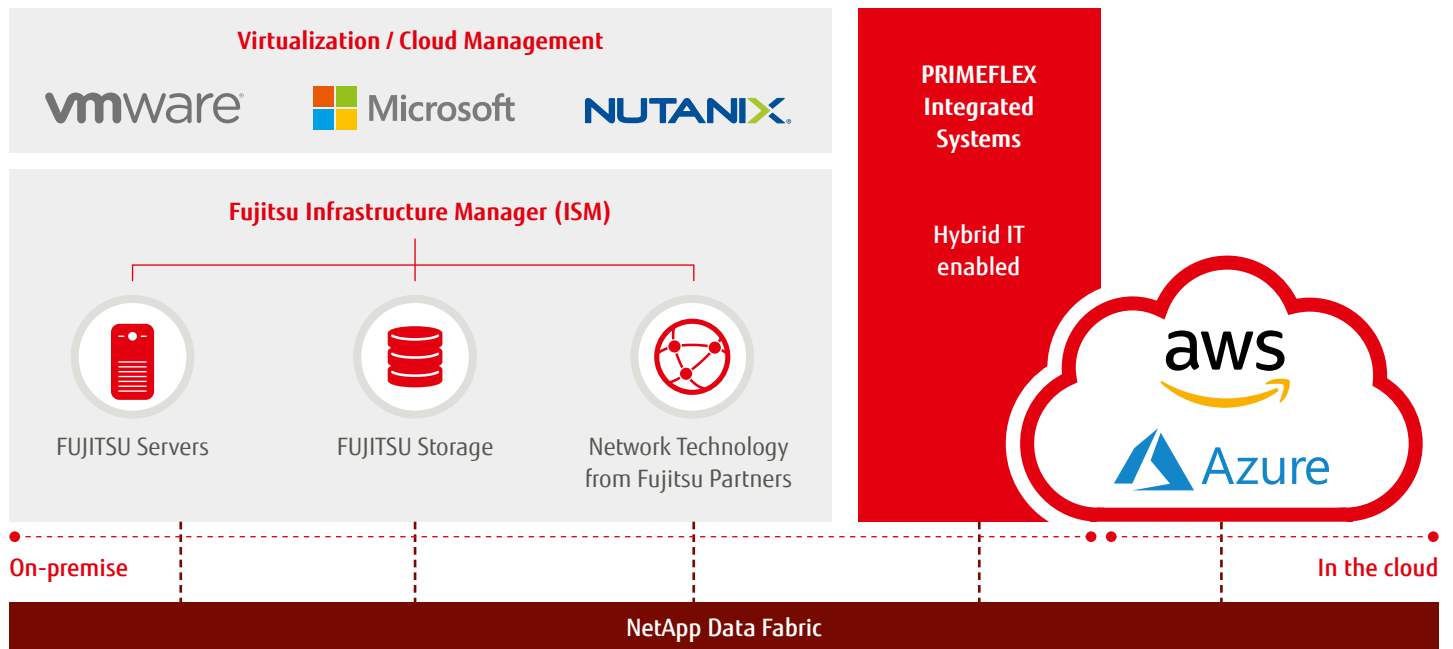 Virtualization / Cloud Management
vmware®
Microsoft
NUTANIX.
Fujitsu Infrastructure Manager (ISM)
FUJITSU Servers
FUJITSU Storage
Network Technology
from Fujitsu Partners
PRIMEFLEX
Integrated
Systems
Hybrid IT
enabled
aws
Azure
On-premise
In the cloud
NetApp Data Fabric